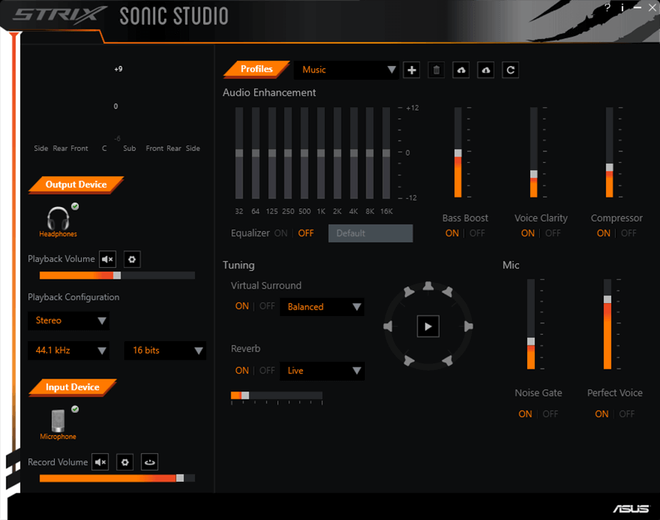 STRIX SONIC STUDIO
? i
+9
0
Side Rear Front C Sub Front Rear Side
Output Device
Headphones
Playback Volume
Playback Configuration
Stereo
44.1 kHz 16 bits
Input Device
Microphone
Record Volume
Profiles Music
Audio Enhancement
+12
0
-12
32 64 125 250 500 1K 2K 4K 8K 16K
Equalizer ON | OFF Default
Bass Boost Voice Clarity Compressor
ON | OFF ON | OFF ON | OFF
Tuning
Virtual Surround
ON | OFF Balanced
Reverb
ON | OFF Live
Mic
Noise Gate Perfect Voice
ON | OFF ON | OFF
ASUS